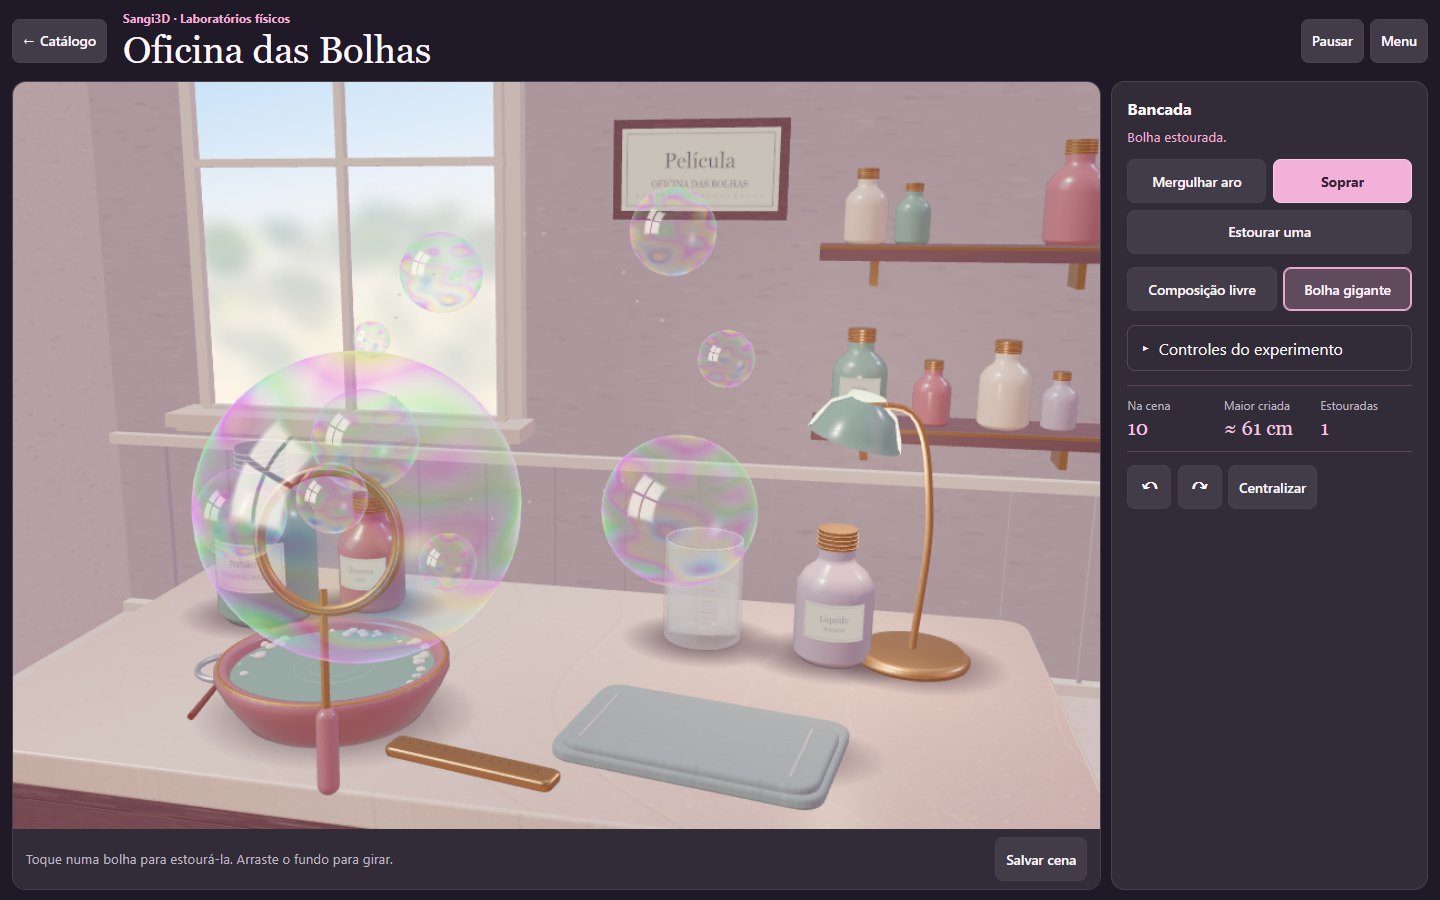 ← Catálogo
Sangi3D · Laboratórios físicos
Oficina das Bolhas
Pausar
Menu
Película
OFICINA DAS BOLHAS
Líquido
Bancada
Bolha estourada.
Mergulhar aro
Soprar
Estourar uma
Composição livre
Bolha gigante
▸ Controles do experimento
Na cena
Maior criada
Estouradas
10
≈ 61 cm
1
Centralizar
Toque numa bolha para estourá-la. Arraste o fundo para girar.
Salvar cena